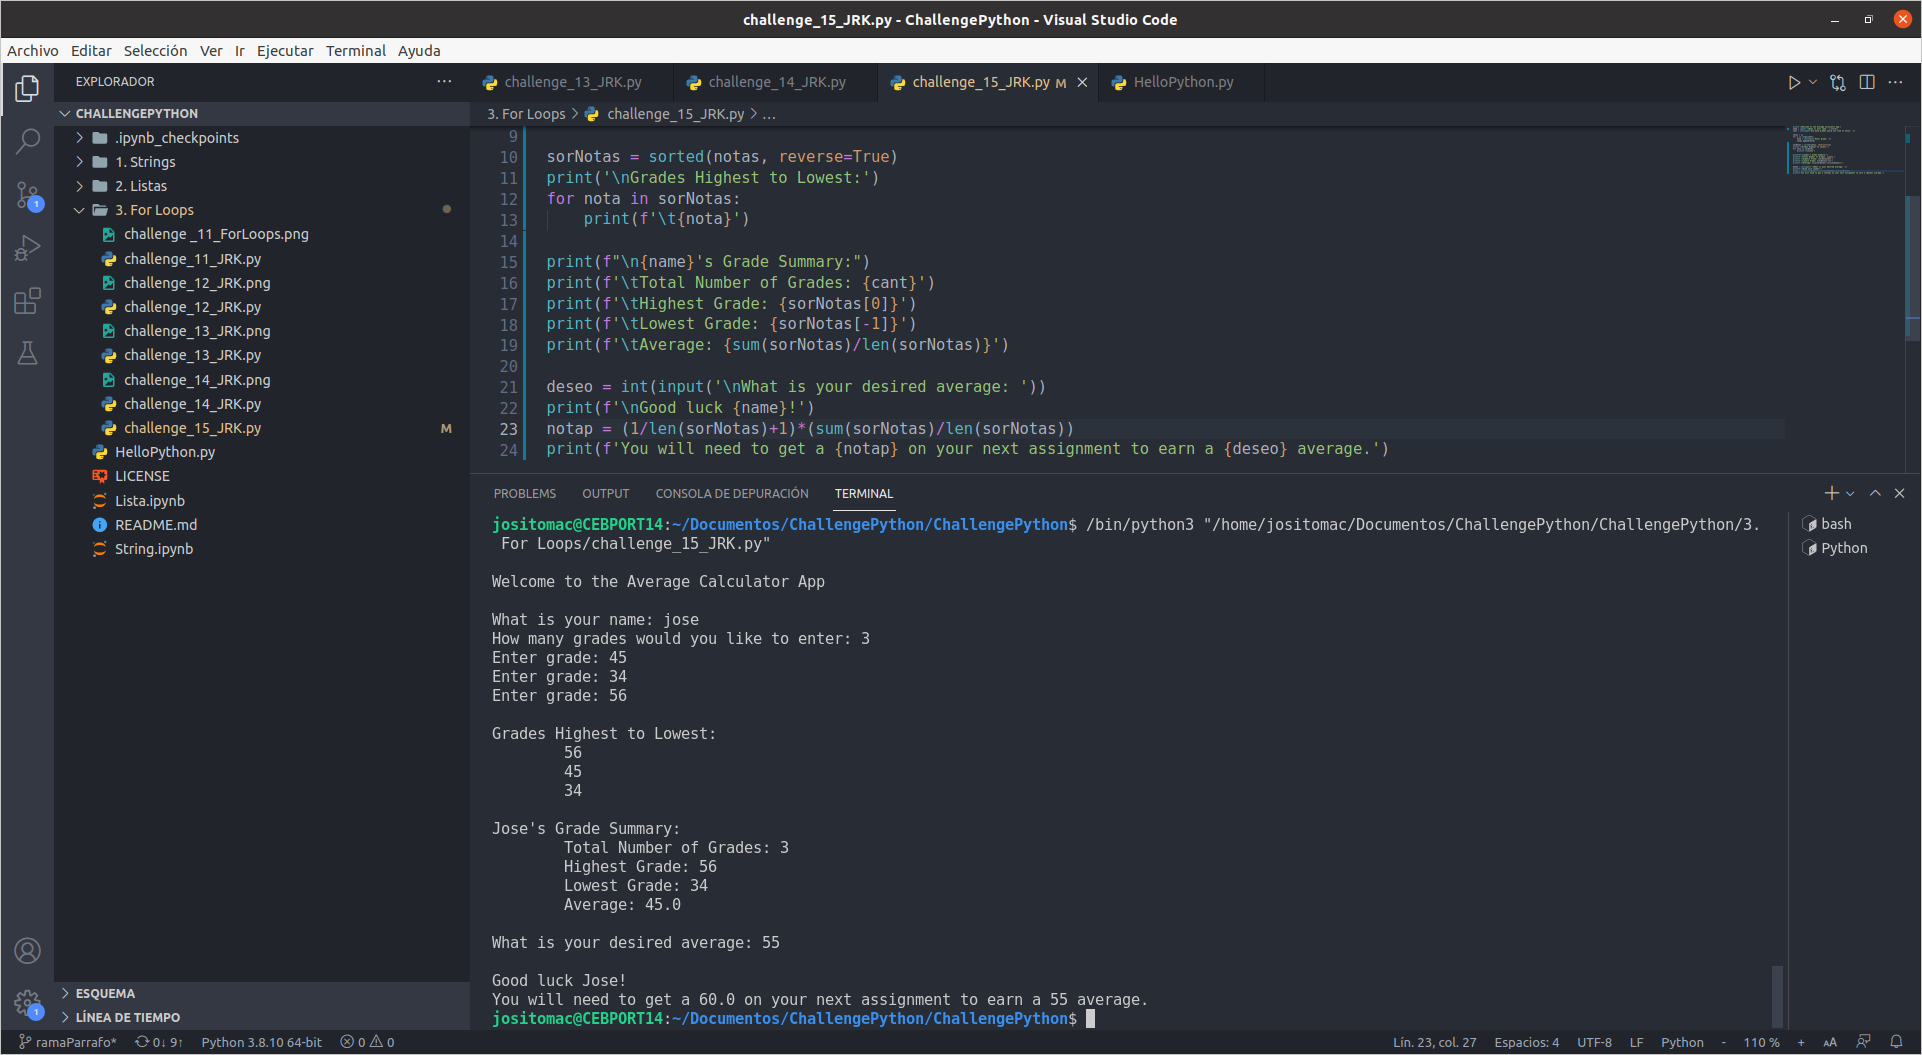 challenge_15_JRK.py - ChallengePython - Visual Studio Code
Archivo Editar Selección Ver Ir Ejecutar Terminal Ayuda
EXPLORADOR
CHALLENGEPYTHON
.ipynb_checkpoints
1. Strings
2. Listas
3. For Loops
challenge _11_ForLoops.png
challenge_11_JRK.py
challenge_12_JRK.png
challenge_12_JRK.py
challenge_13_JRK.png
challenge_13_JRK.py
challenge_14_JRK.png
challenge_14_JRK.py
challenge_15_JRK.py M
HelloPython.py
LICENSE
Lista.ipynb
README.md
String.ipynb
1
1
ESQUEMA
LÍNEA DE TIEMPO
challenge_13_JRK.py challenge_14_JRK.py challenge_15_JRK.py M HelloPython.py
3. For Loops > challenge_15_JRK.py > ...
9
10 sorNotas = sorted(notas, reverse=True)
11 print('\nGrades Highest to Lowest:')
12 for nota in sorNotas:
13     print(f'\t{nota}')
14
15 print(f"\n{name}'s Grade Summary:")
16 print(f'\tTotal Number of Grades: {cant}')
17 print(f'\tHighest Grade: {sorNotas[0]}')
18 print(f'\tLowest Grade: {sorNotas[-1]}')
19 print(f'\tAverage: {sum(sorNotas)/len(sorNotas)}')
20
21 deseo = int(input('\nWhat is your desired average: '))
22 print(f'\nGood luck {name}!')
23 notap = (1/len(sorNotas)+1)*(sum(sorNotas)/len(sorNotas))
24 print(f'You will need to get a {notap} on your next assignment to earn a {deseo} average.')
PROBLEMS OUTPUT CONSOLA DE DEPURACIÓN TERMINAL
bash
Python
jositomac@CEBPORT14:~/Documentos/ChallengePython/ChallengePython$ /bin/python3 "/home/jositomac/Documentos/ChallengePython/ChallengePython/3.
 For Loops/challenge_15_JRK.py"
Welcome to the Average Calculator App
What is your name: jose
How many grades would you like to enter: 3
Enter grade: 45
Enter grade: 34
Enter grade: 56
Grades Highest to Lowest:
56
45
34
Jose's Grade Summary:
Total Number of Grades: 3
Highest Grade: 56
Lowest Grade: 34
Average: 45.0
What is your desired average: 55
Good luck Jose!
You will need to get a 60.0 on your next assignment to earn a 55 average.
jositomac@CEBPORT14:~/Documentos/ChallengePython/ChallengePython$
ramaParrafo* 0↓ 9↑ Python 3.8.10 64-bit 0 0 Lín. 23, col. 27 Espacios: 4 UTF-8 LF Python - 110 % + AA